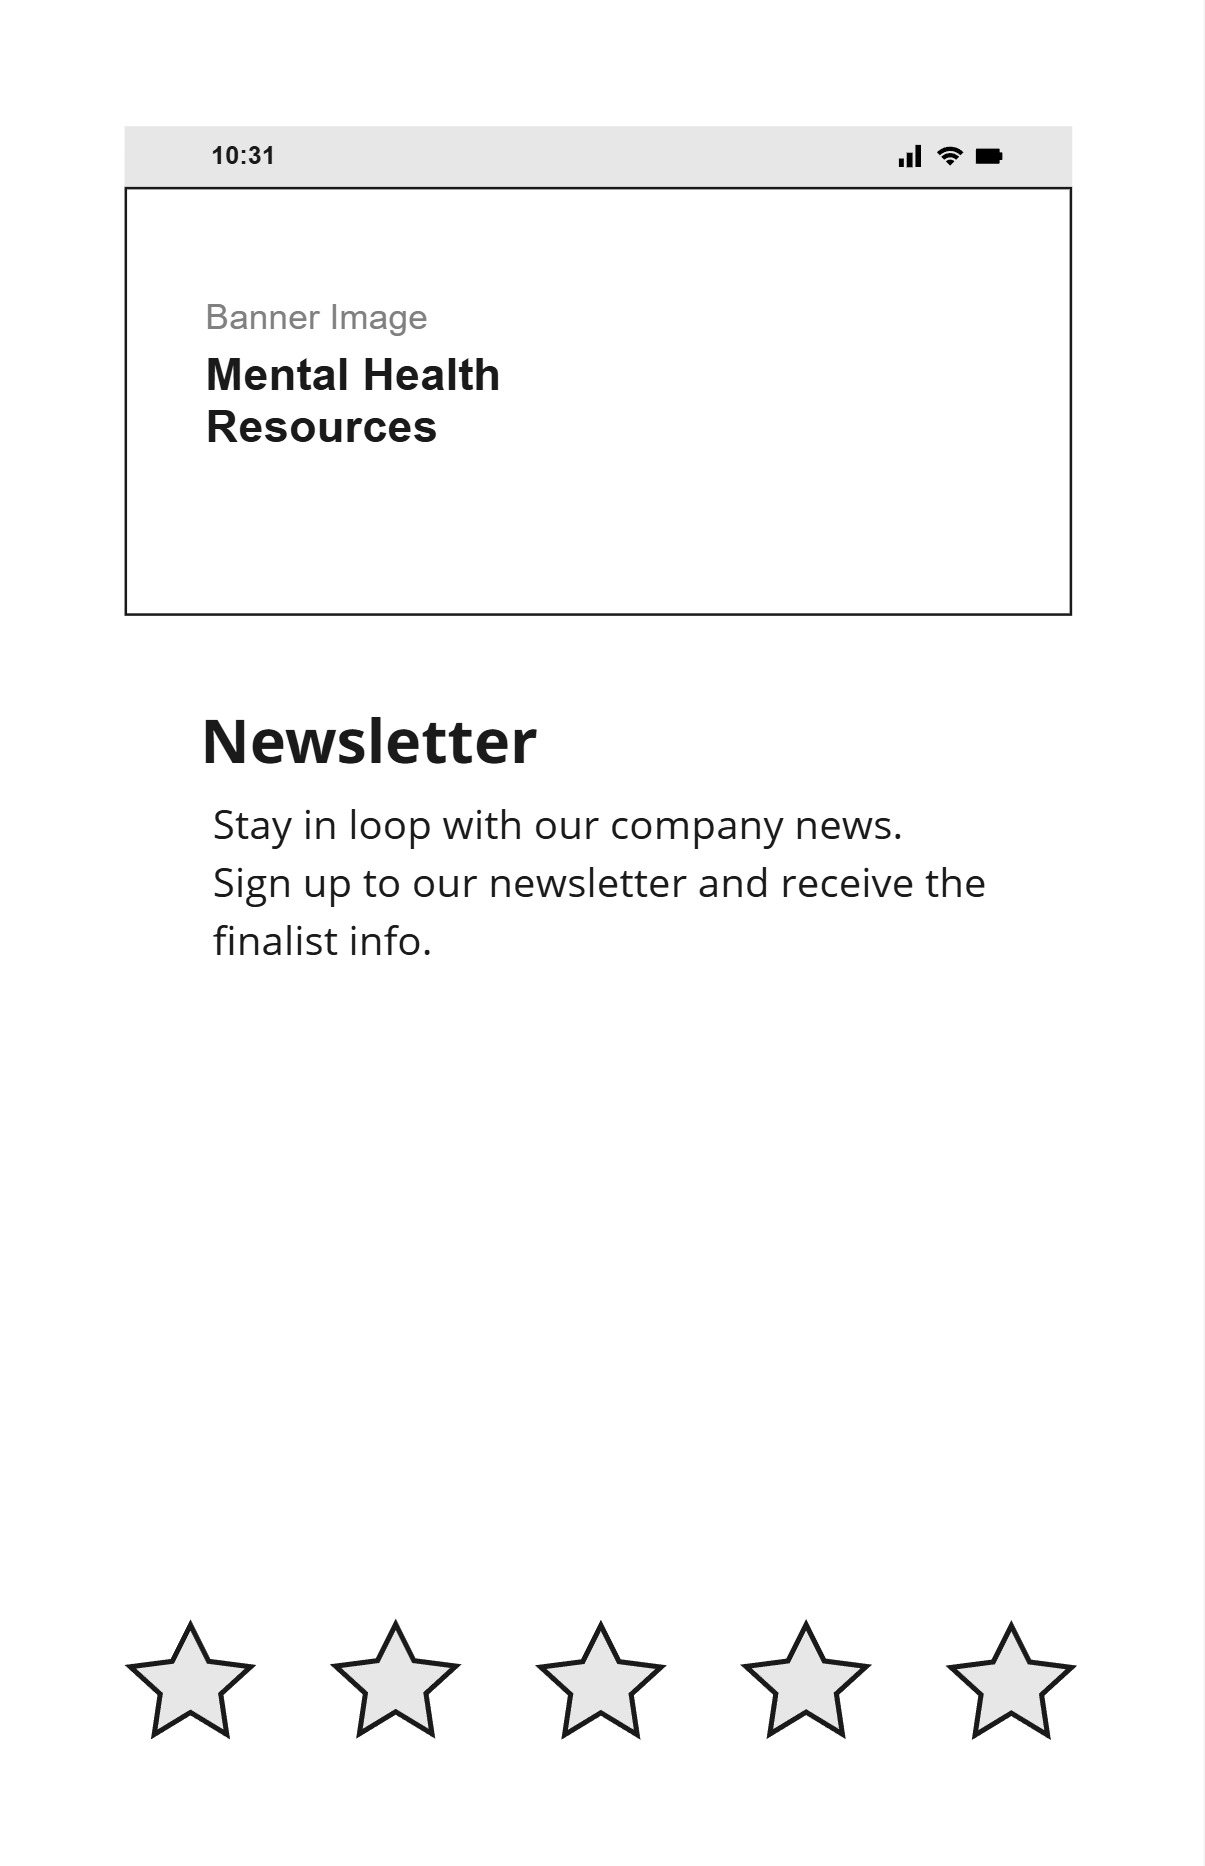 10:31
Banner Image
Mental Health
Resources
Newsletter
Stay in loop with our company news.
Sign up to our newsletter and receive the
finalist info.